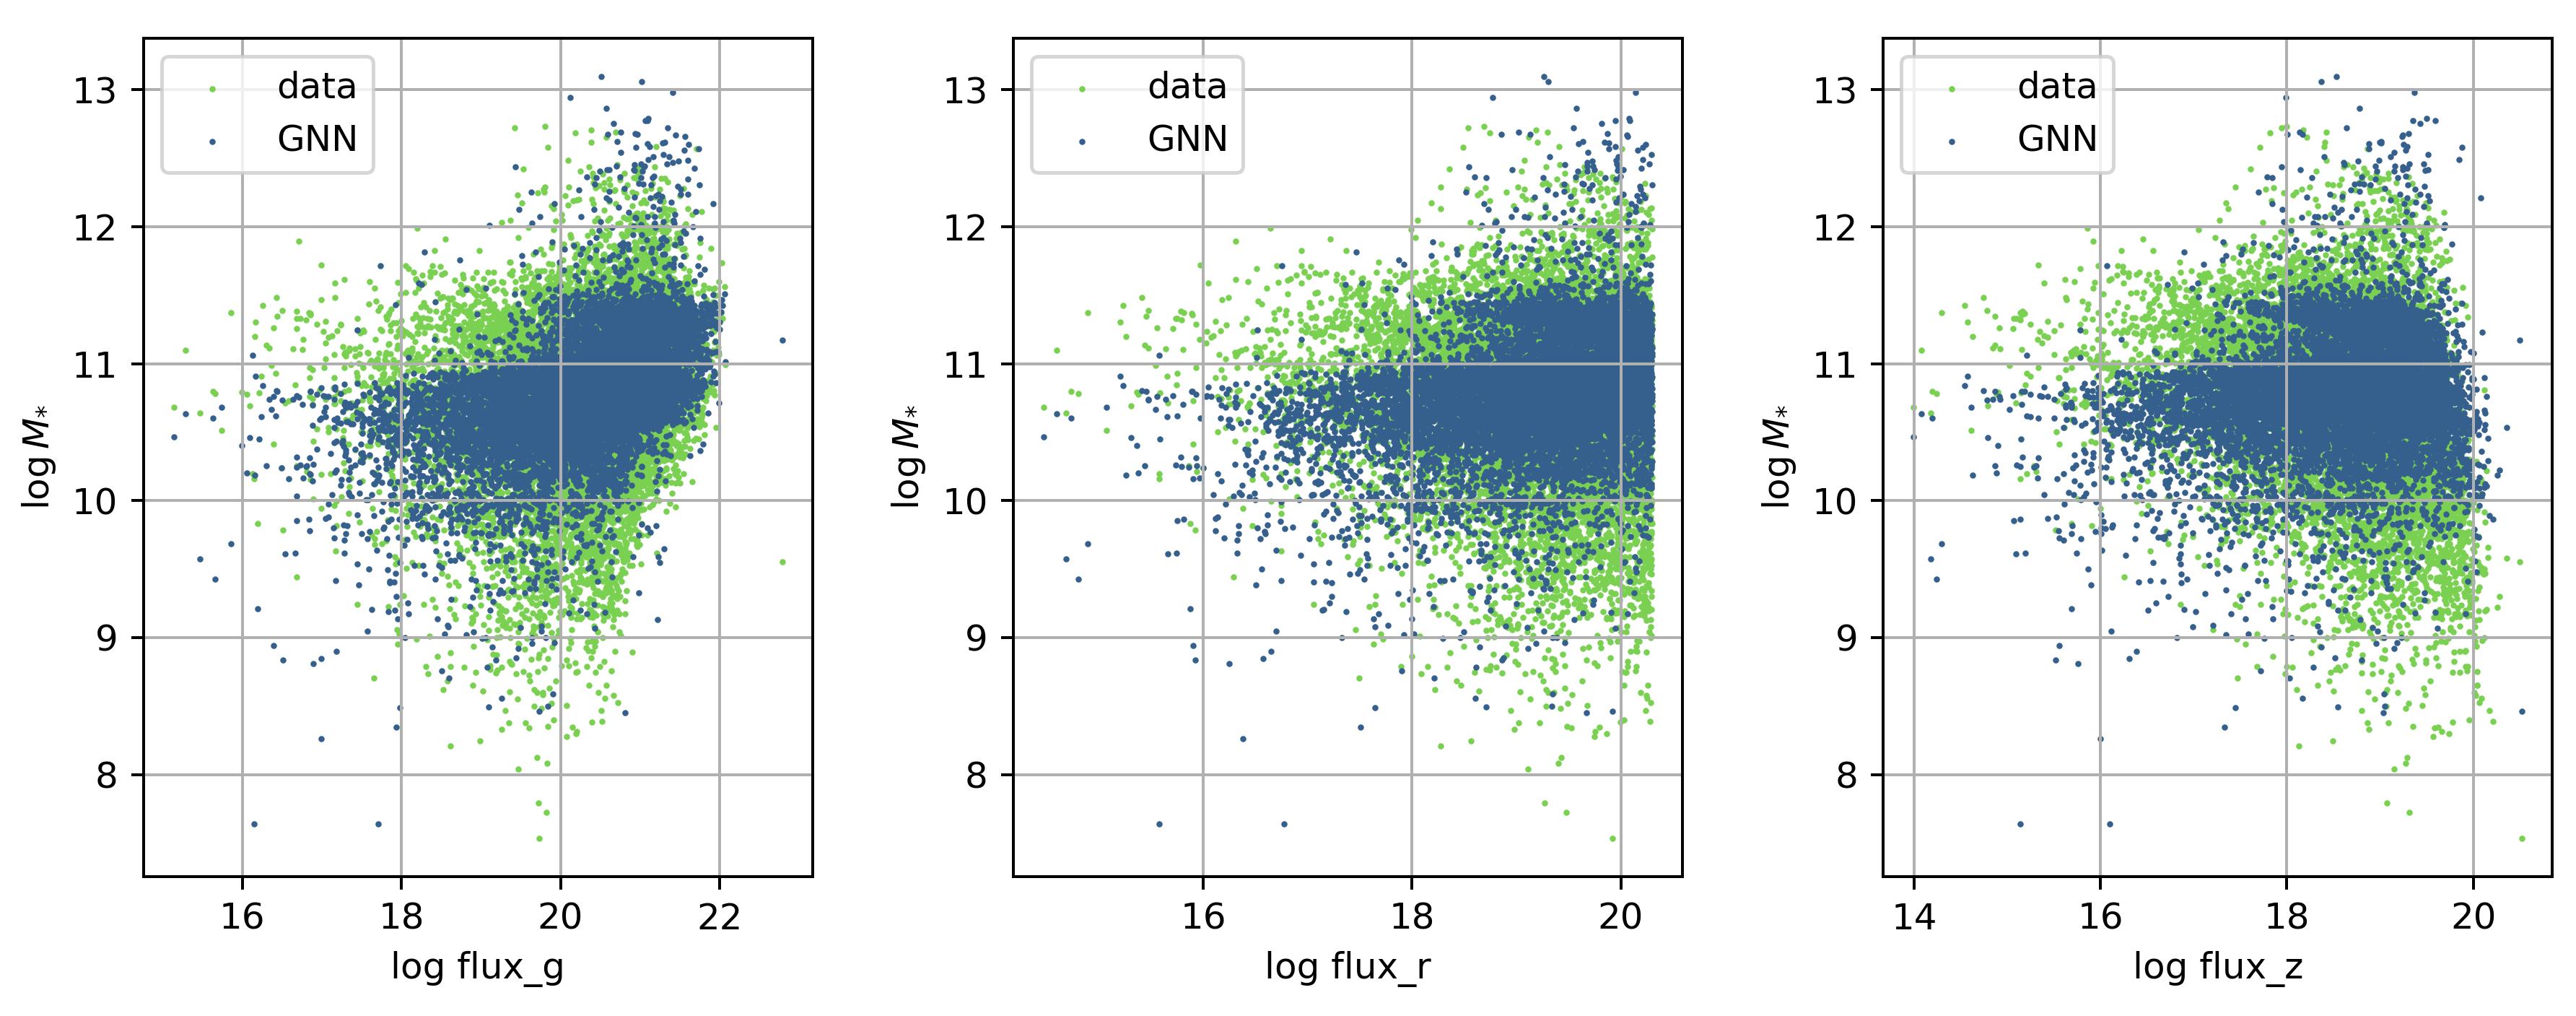 13
12
11
10
9
8
log M*
data
GNN
16 18 20 22
log flux_g
13
12
11
10
9
8
log M*
data
GNN
16 18 20
log flux_r
13
12
11
10
9
8
log M*
data
GNN
14 16 18 20
log flux_z